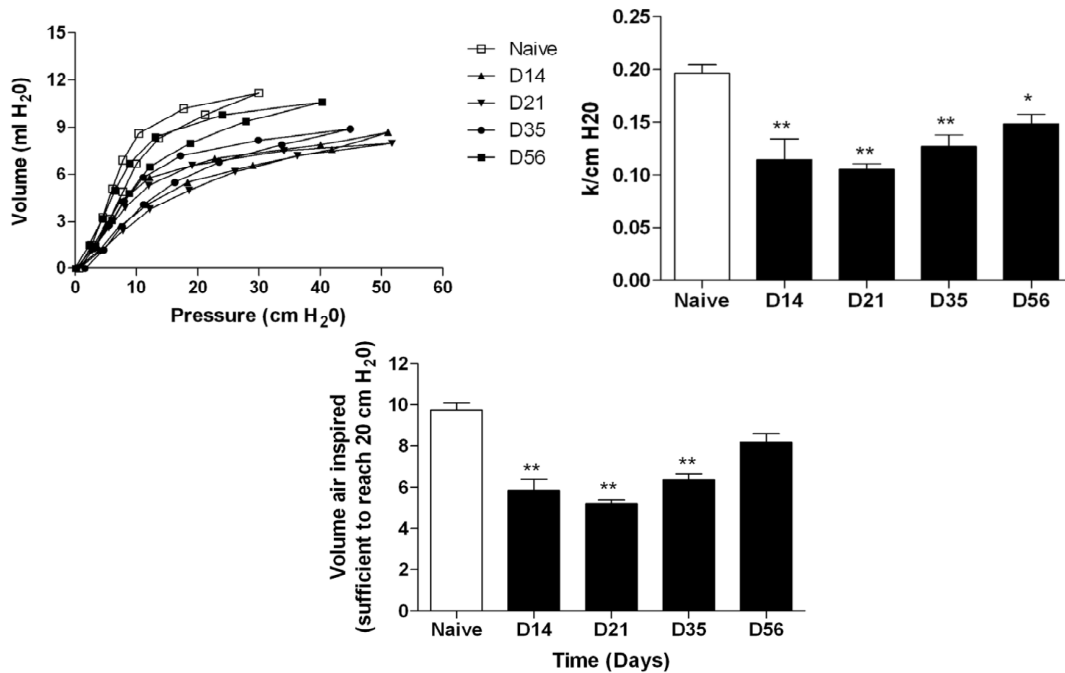 Volume (ml H₂0)
15
12
9
6
3
0
0 10 20 30 40 50 60
Pressure (cm H₂0)
Naive
D14
D21
D35
D56
k/cm H20
0.25
0.20
0.15
0.10
0.05
0.00
** ** ** *
Naive D14 D21 D35 D56
Volume air inspired
(sufficient to reach 20 cm H₂0)
12
10
8
6
4
2
0
** ** **
Naive D14 D21 D35 D56
Time (Days)